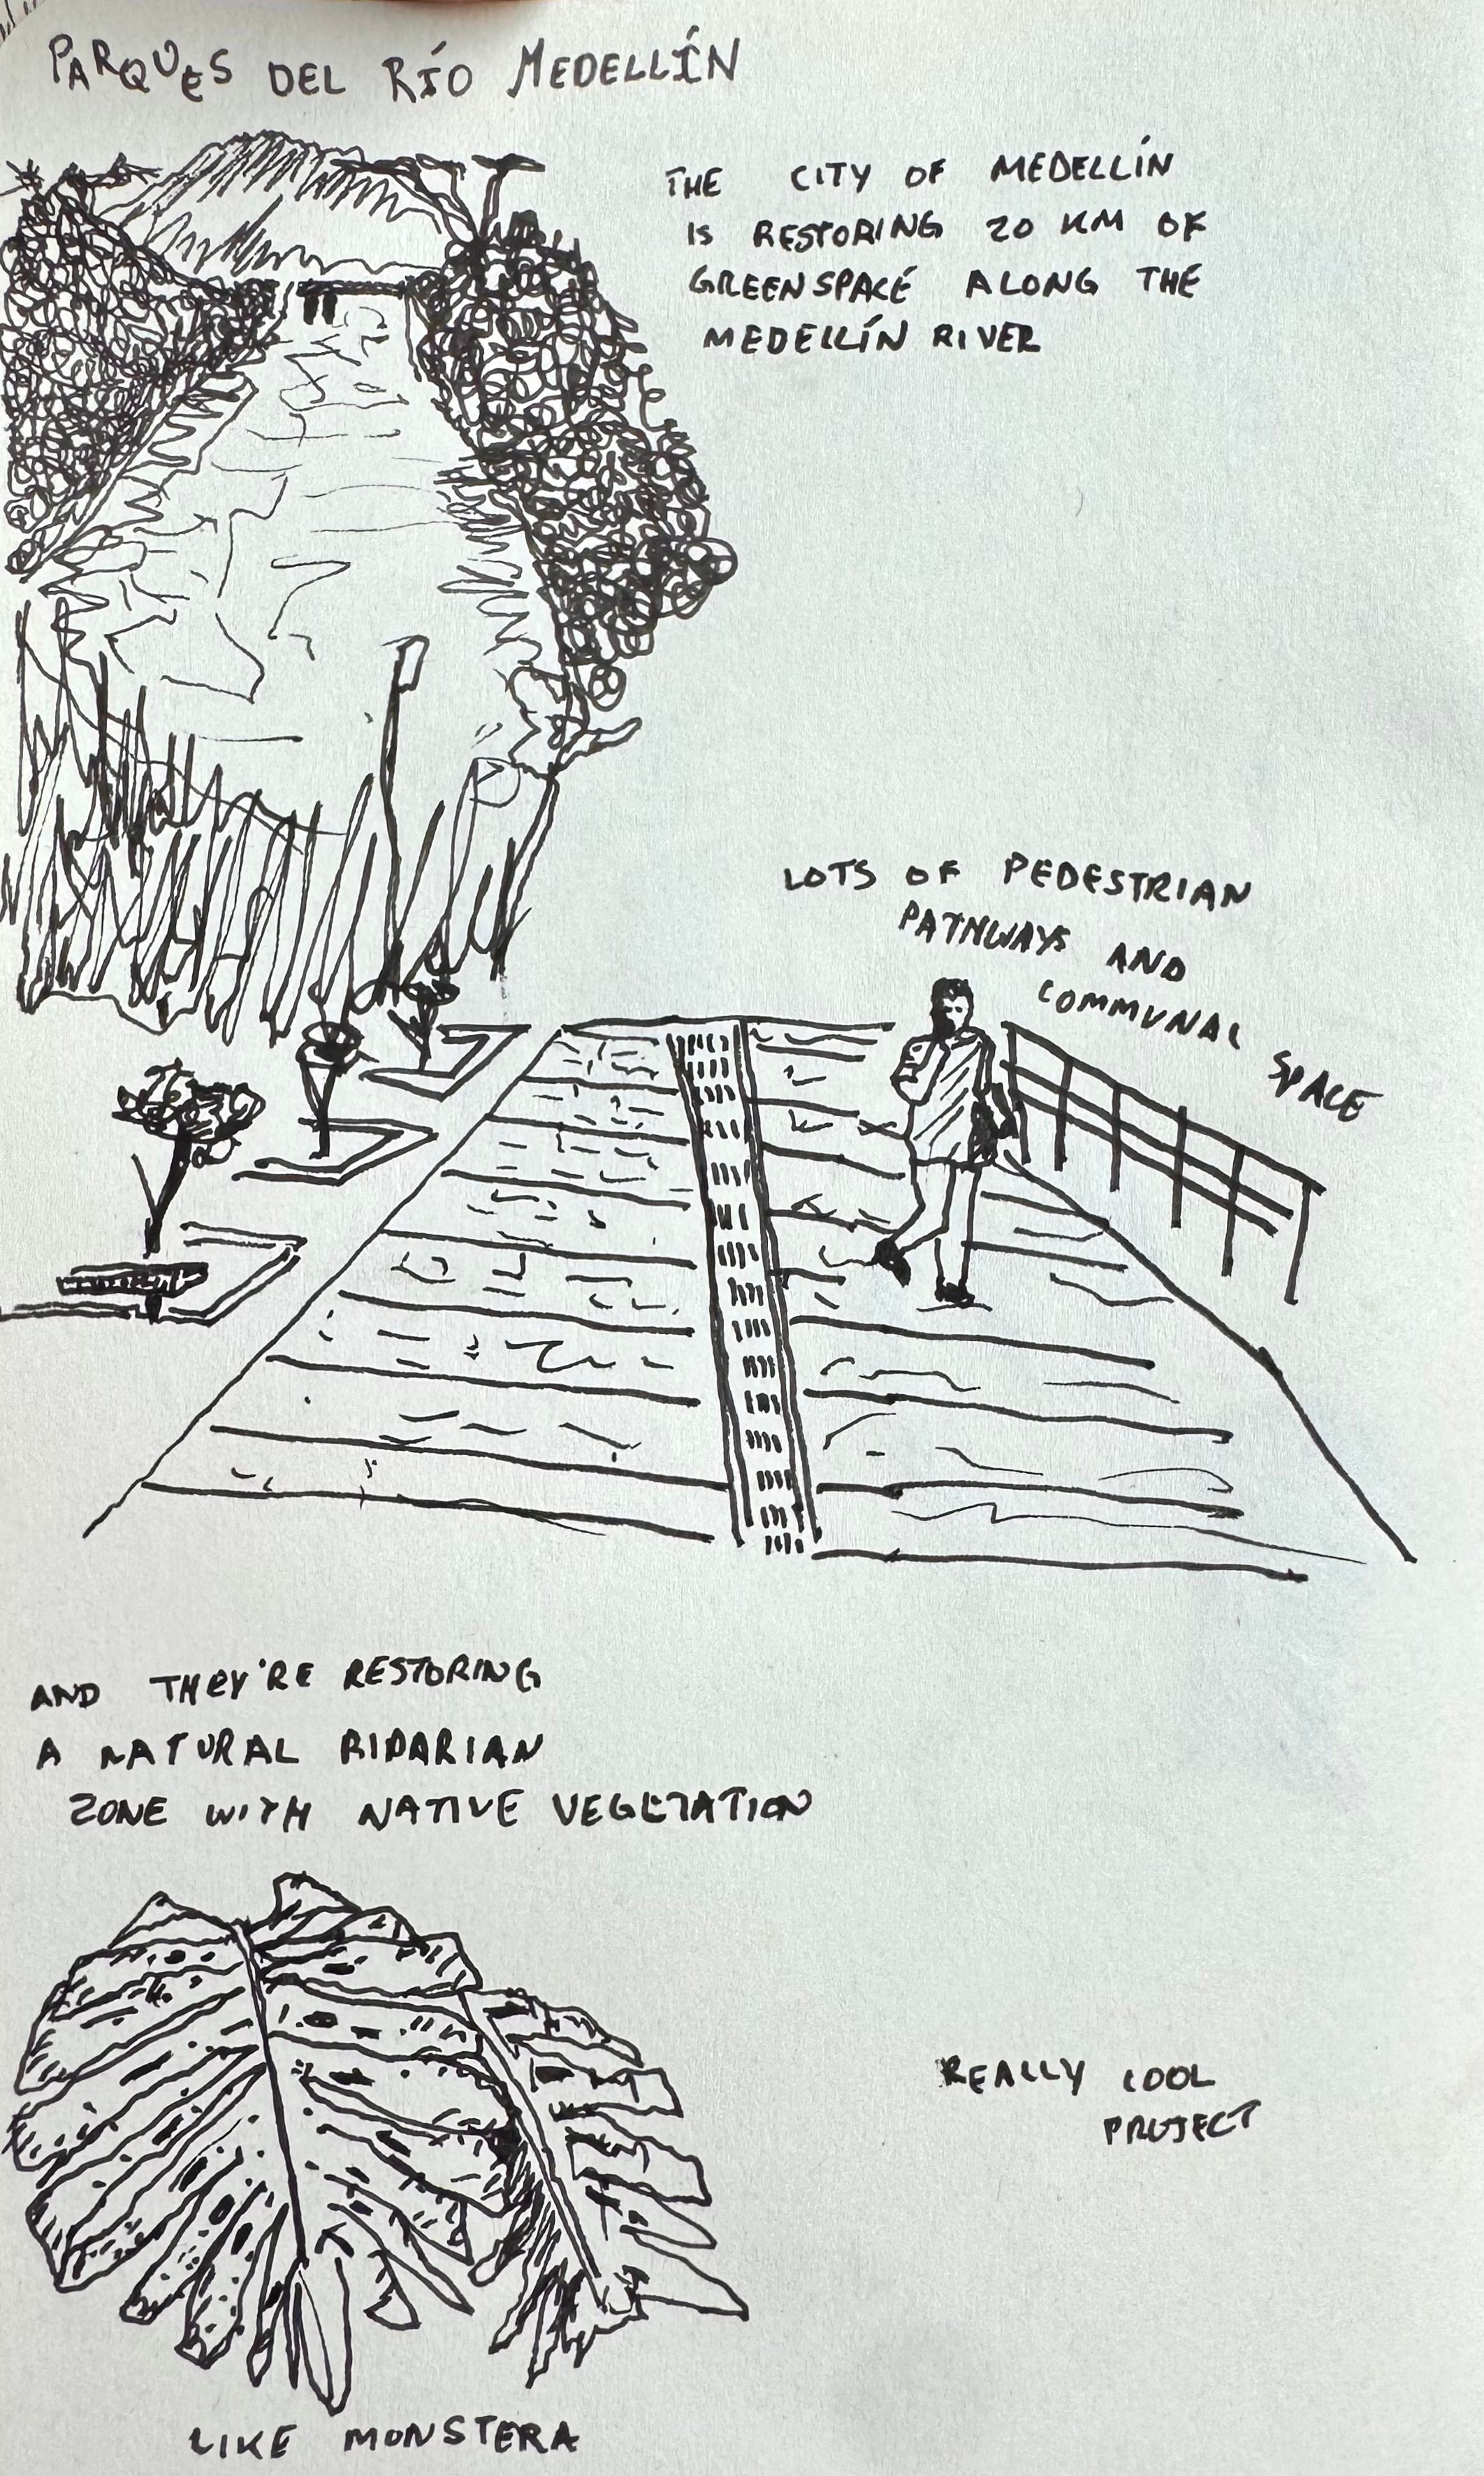 PARQUES DEL RÍO MEDELLÍN
THE CITY OF MEDELLÍN
IS RESTORING 20 KM OF
GREENSPACE ALONG THE
MEDELLÍN RIVER
LOTS OF PEDESTRIAN
PATHWAYS AND
COMMUNAL
SPACE
AND THEY'RE RESTORING
A NATURAL RIPARIAN
ZONE WITH NATIVE VEGETATION
REALLY COOL
PROJECT
LIKE MONSTERA